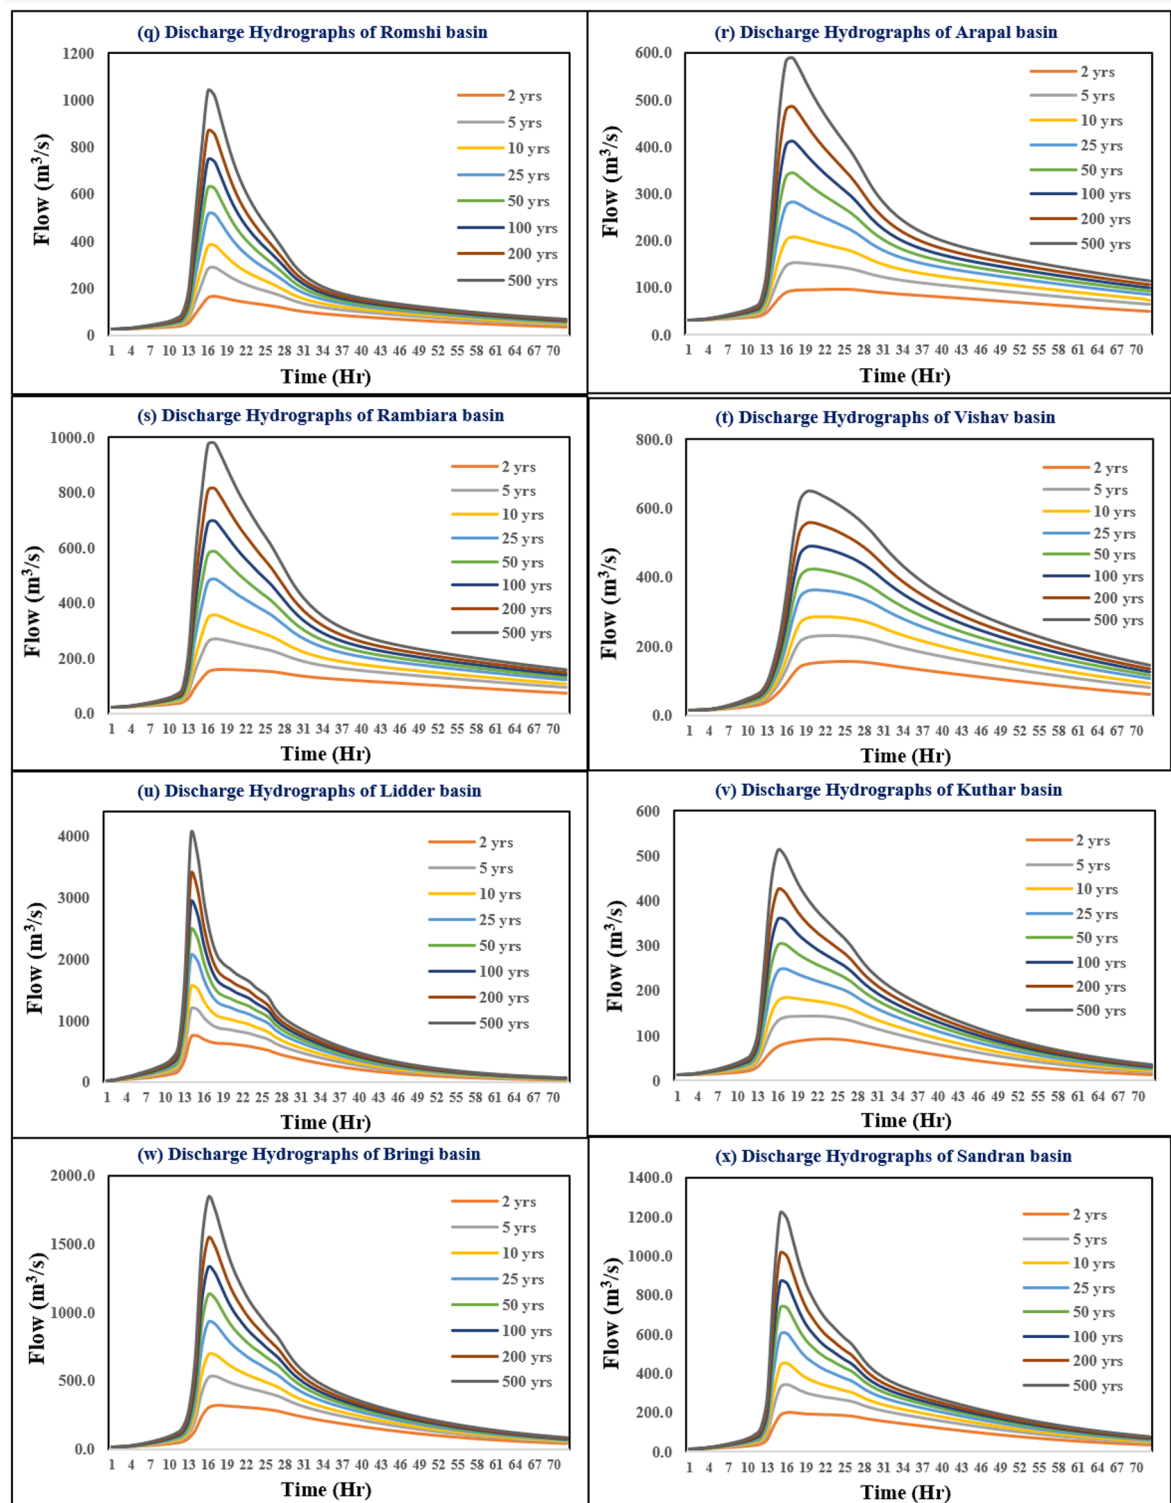 (q) Discharge Hydrographs of Romshi basin
1200
1000
800
600
400
200
0
Flow (m³/s)
2 yrs
5 yrs
10 yrs
25 yrs
50 yrs
100 yrs
200 yrs
500 yrs
1 4 7 10 13 16 19 22 25 28 31 34 37 40 43 46 49 52 55 58 61 64 67 70
Time (Hr)
(r) Discharge Hydrographs of Arapal basin
600.0
500.0
400.0
300.0
200.0
100.0
0.0
Flow (m³/s)
2 yrs
5 yrs
10 yrs
25 yrs
50 yrs
100 yrs
200 yrs
500 yrs
1 4 7 10 13 16 19 22 25 28 31 34 37 40 43 46 49 52 55 58 61 64 67 70
Time (Hr)
(s) Discharge Hydrographs of Rambiara basin
1000.0
800.0
600.0
400.0
200.0
0.0
Flow (m³/s)
2 yrs
5 yrs
10 yrs
25 yrs
50 yrs
100 yrs
200 yrs
500 yrs
1 4 7 10 13 16 19 22 25 28 31 34 37 40 43 46 49 52 55 58 61 64 67 70
Time (Hr)
(t) Discharge Hydrographs of Vishav basin
800.0
600.0
400.0
200.0
0.0
Flow (m³/s)
2 yrs
5 yrs
10 yrs
25 yrs
50 yrs
100 yrs
200 yrs
500 yrs
1 4 7 10 13 16 19 22 25 28 31 34 37 40 43 46 49 52 55 58 61 64 67 70
Time (Hr)
(u) Discharge Hydrographs of Lidder basin
4000
3000
2000
1000
0
Flow (m³/s)
2 yrs
5 yrs
10 yrs
25 yrs
50 yrs
100 yrs
200 yrs
500 yrs
1 4 7 10 13 16 19 22 25 28 31 34 37 40 43 46 49 52 55 58 61 64 67 70
Time (Hr)
(v) Discharge Hydrographs of Kuthar basin
600
500
400
300
200
100
0
Flow (m³/s)
2 yrs
5 yrs
10 yrs
25 yrs
50 yrs
100 yrs
200 yrs
500 yrs
1 4 7 10 13 16 19 22 25 28 31 34 37 40 43 46 49 52 55 58 61 64 67 70
Time (Hr)
(w) Discharge Hydrographs of Bringi basin
2000.0
1500.0
1000.0
500.0
0.0
Flow (m³/s)
2 yrs
5 yrs
10 yrs
25 yrs
50 yrs
100 yrs
200 yrs
500 yrs
1 4 7 10 13 16 19 22 25 28 31 34 37 40 43 46 49 52 55 58 61 64 67 70
Time (Hr)
(x) Discharge Hydrographs of Sandran basin
1400.0
1200.0
1000.0
800.0
600.0
400.0
200.0
0.0
Flow (m³/s)
2 yrs
5 yrs
10 yrs
25 yrs
50 yrs
100 yrs
200 yrs
500 yrs
1 4 7 10 13 16 19 22 25 28 31 34 37 40 43 46 49 52 55 58 61 64 67 70
Time (Hr)